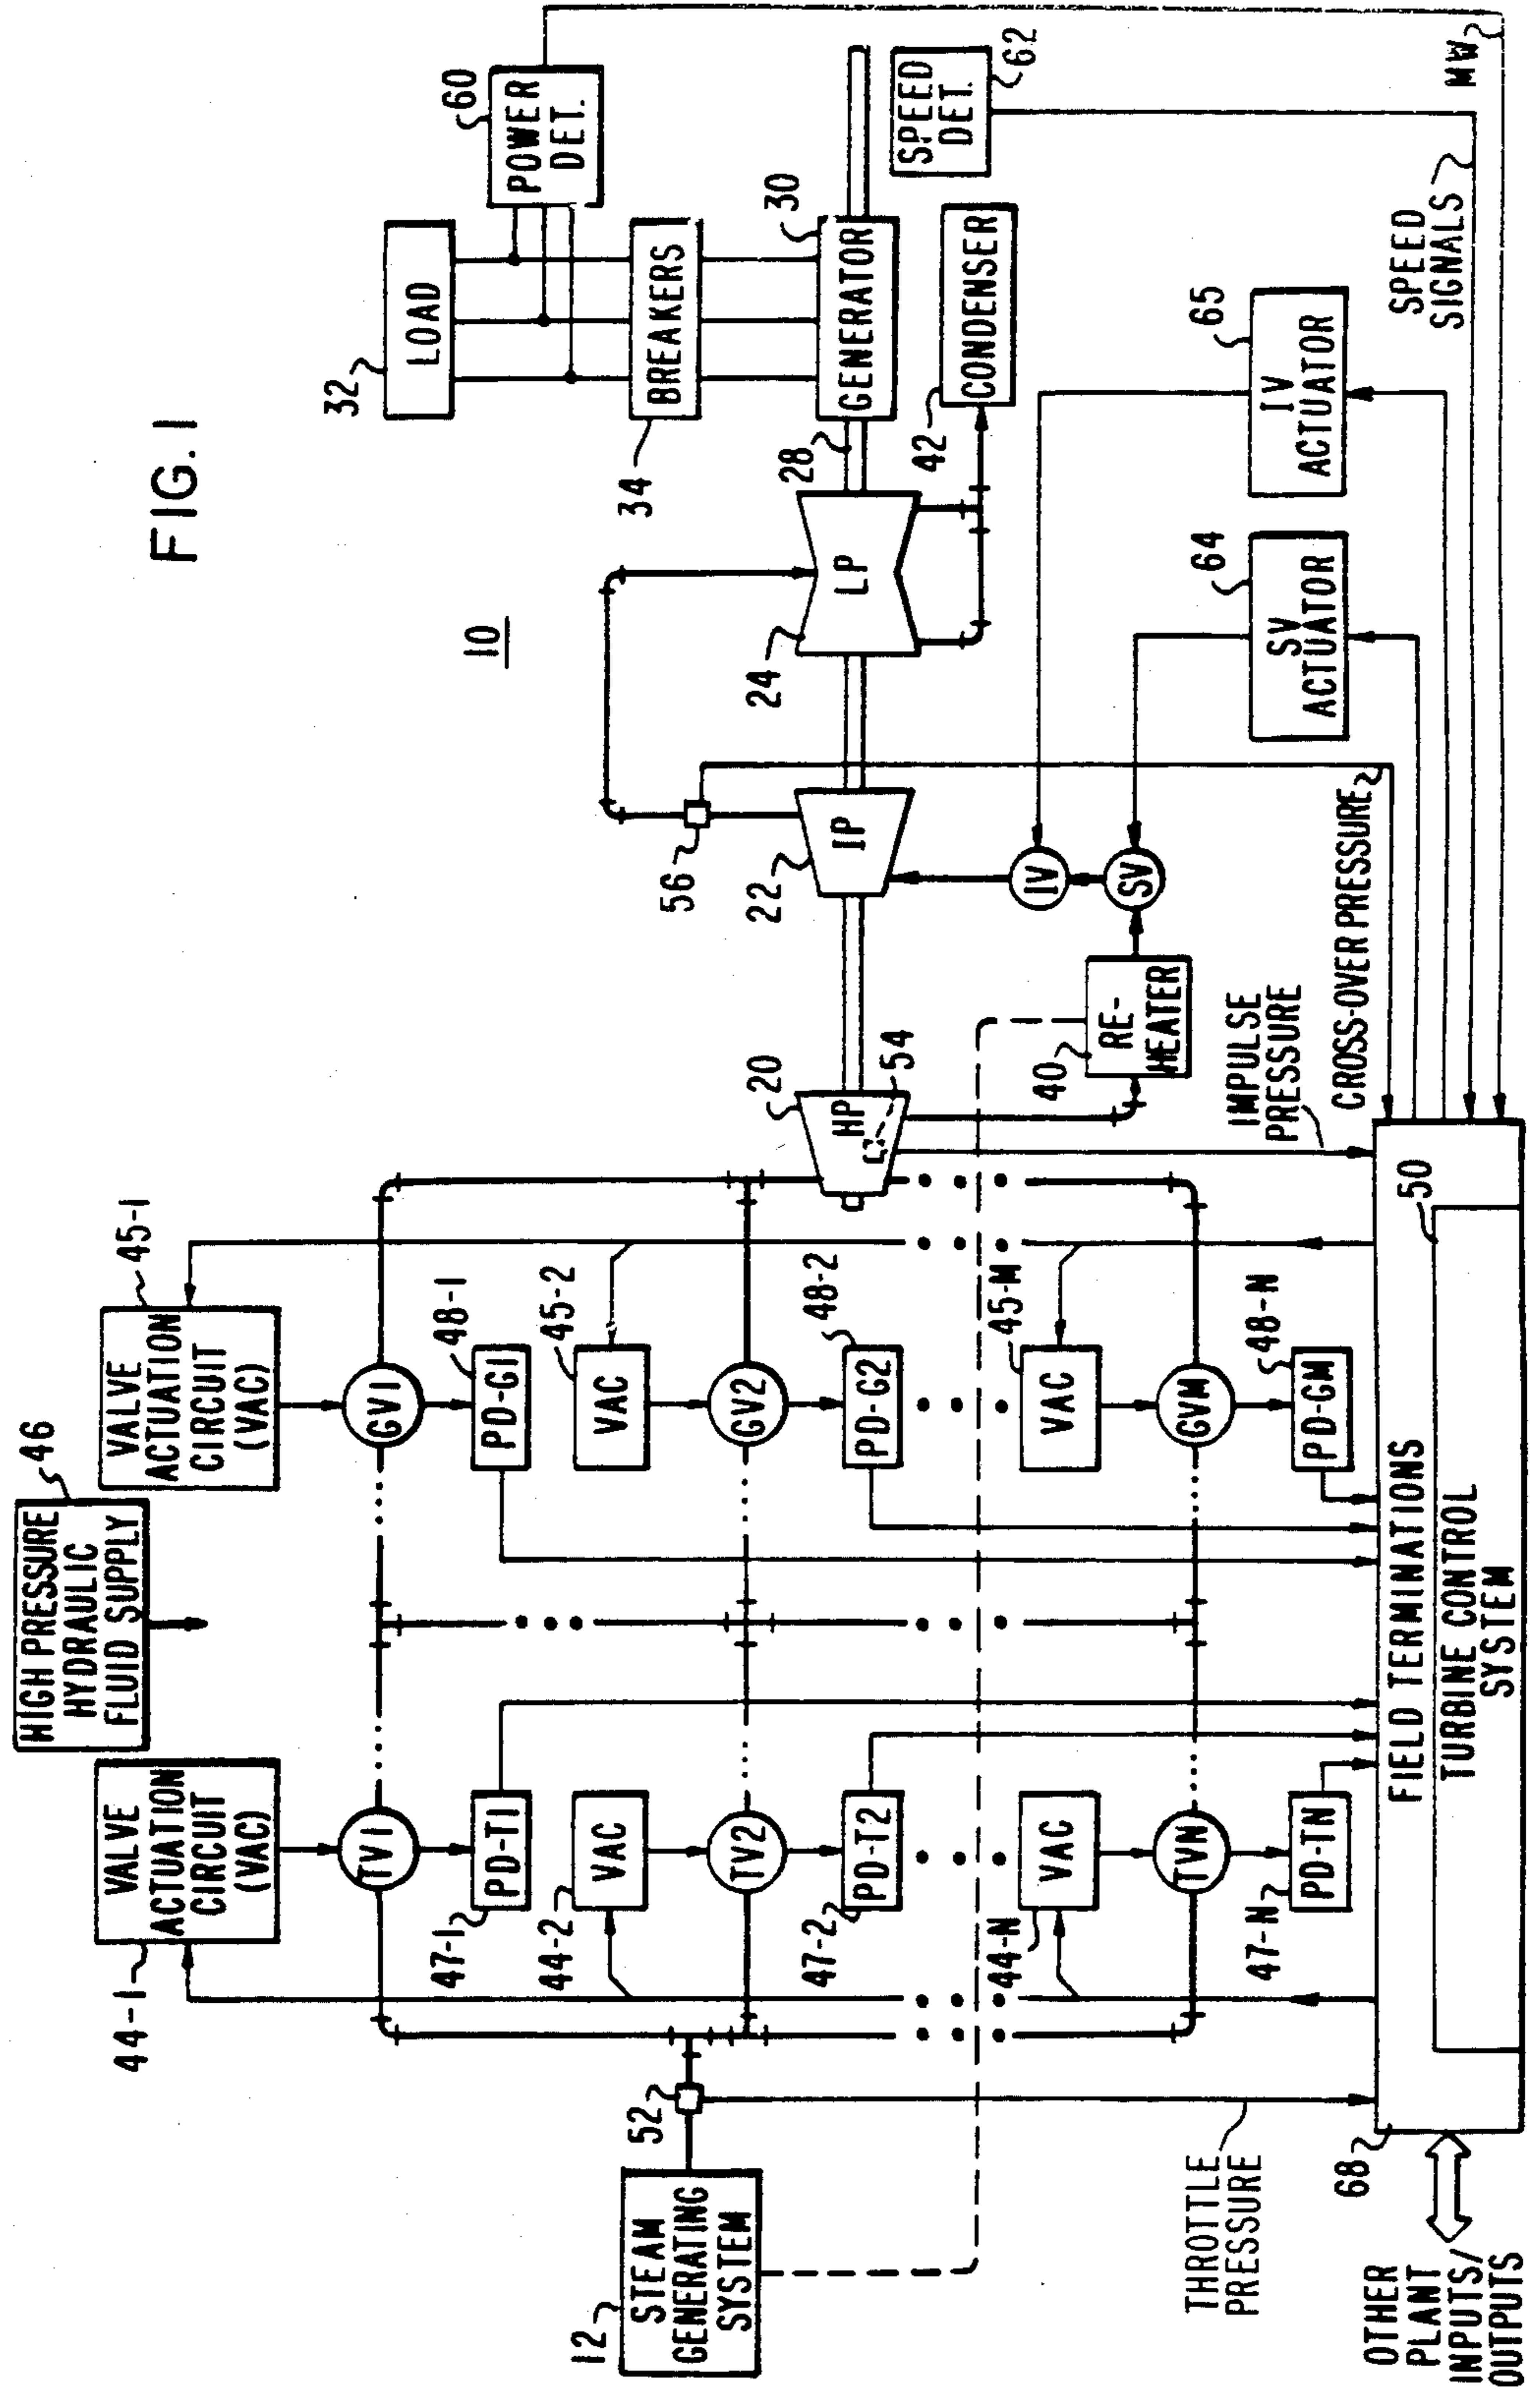 FIG. 1
10
HIGH PRESSURE
HYDRAULIC
FLUID SUPPLY
46
VALVE
ACTUATION
CIRCUIT
(VAC)
44-1
VALVE
ACTUATION
CIRCUIT
(VAC)
45-1
TV1
GV1
PD-T1
47-1
PD-G1
48-1
VAC
44-2
VAC
45-2
TV2
GV2
PD-T2
47-2
PD-G2
48-2
VAC
44-N
VAC
45-M
TVN
GVM
PD-TN
47-N
PD-GM
48-N
12
STEAM
GENERATING
SYSTEM
52
THROTTLE
PRESSURE
HP
20
54
IP
22
56
LP
24
28
GENERATOR
30
LOAD
32
BREAKERS
34
POWER
DET.
60
SPEED
DET.
62
CONDENSER
42
RE-
HEATER
40
SV
IV
SV
ACTUATOR
64
IV
ACTUATOR
65
IMPULSE
PRESSURE
CROSS-OVER PRESSURE
SPEED
SIGNALS
MW
FIELD TERMINATIONS
68
TURBINE CONTROL
SYSTEM
50
OTHER
PLANT
INPUTS/
OUTPUTS